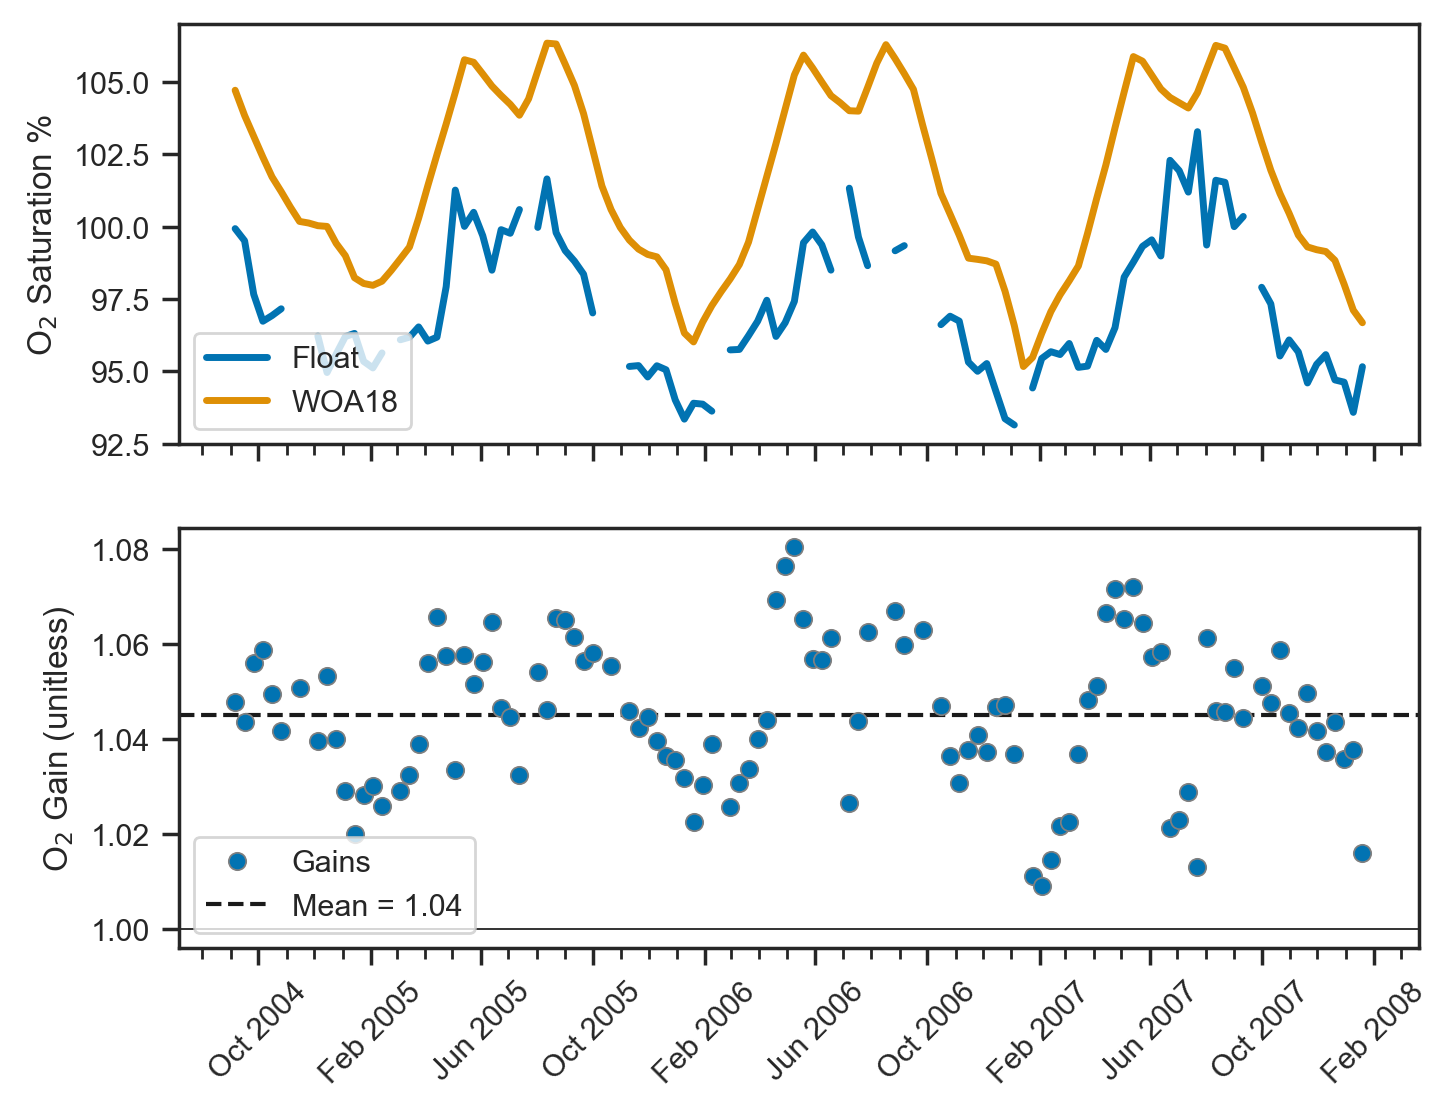 105.0
102.5
100.0
97.5
95.0
92.5
O₂ Saturation %
Float
WOA18
1.08
1.06
1.04
1.02
1.00
O₂ Gain (unitless)
Gains
Mean = 1.04
Oct 2004
Feb 2005
Jun 2005
Oct 2005
Feb 2006
Jun 2006
Oct 2006
Feb 2007
Jun 2007
Oct 2007
Feb 2008